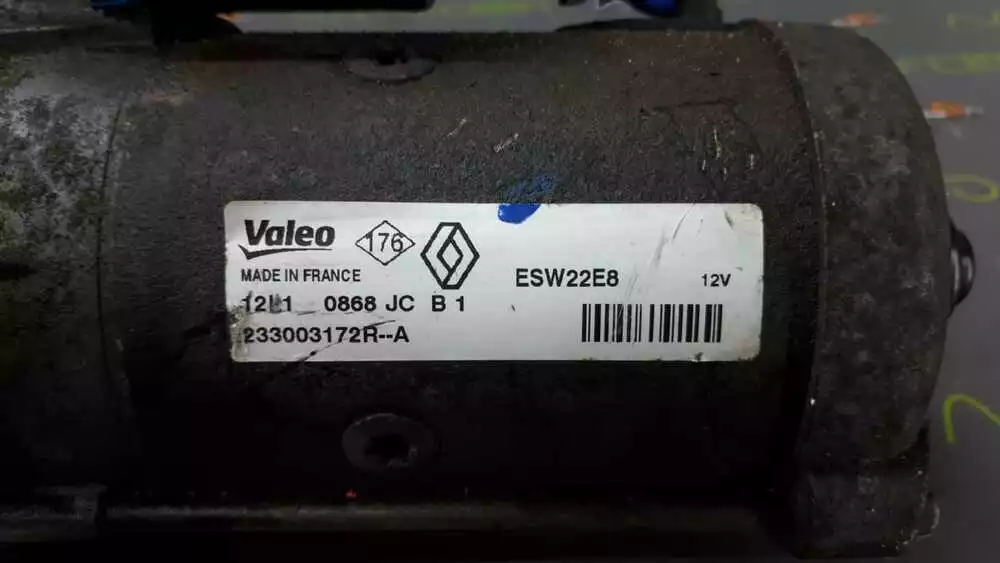 Valeo
176
ESW22E8
12V
MADE IN FRANCE
0868 JC B 1
233003172R--A